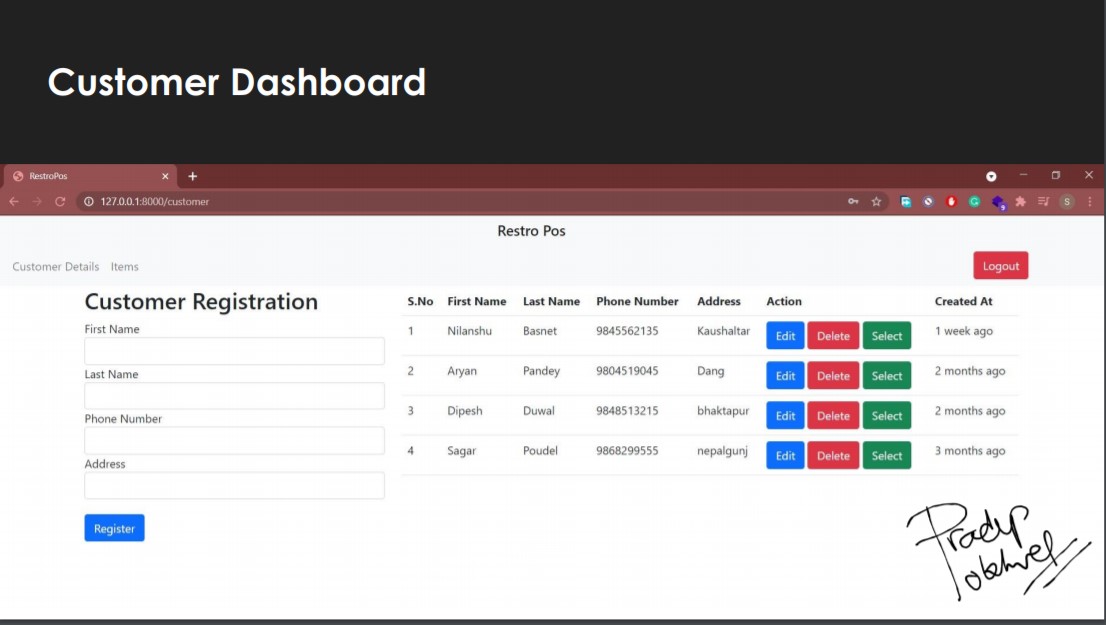 Customer Dashboard
RestroPos
127.0.0.1:8000/customer
S
Restro Pos
Customer Details Items
Logout
Customer Registration
First Name
Last Name
Phone Number
Address
Register
S.No First Name Last Name Phone Number Address Action Created At
1 Nilanshu Basnet 9845562135 Kaushaltar Edit Delete Select 1 week ago
2 Aryan Pandey 9804519045 Dang Edit Delete Select 2 months ago
3 Dipesh Duwal 9848513215 bhaktapur Edit Delete Select 2 months ago
4 Sagar Poudel 9868299555 nepalgunj Edit Delete Select 3 months ago
Pradip